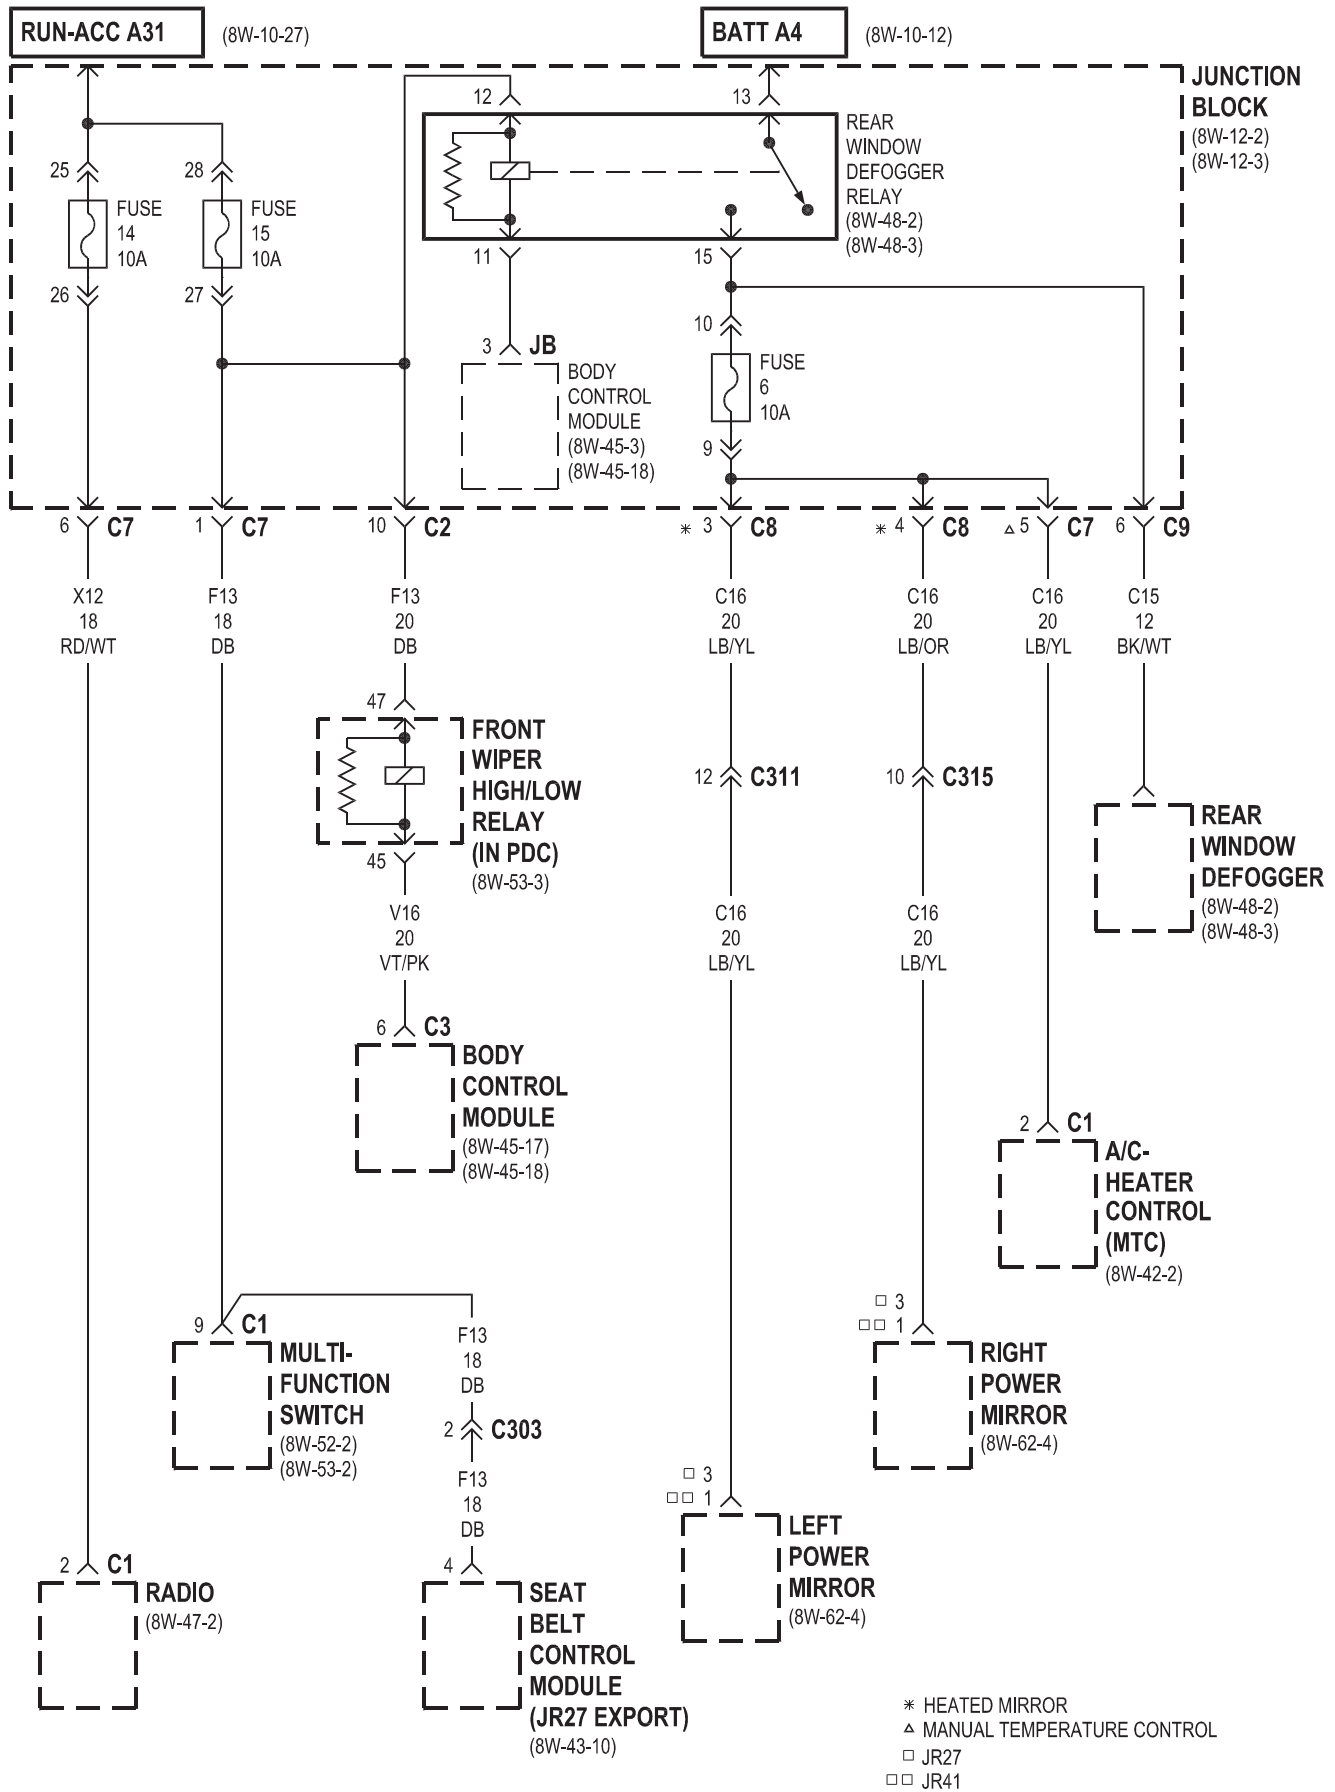 RUN-ACC A31
(8W-10-27)
BATT A4
(8W-10-12)
JUNCTION
BLOCK
(8W-12-2)
(8W-12-3)
12
13
REAR
WINDOW
DEFOGGER
RELAY
(8W-48-2)
(8W-48-3)
25
28
FUSE
14
10A
FUSE
15
10A
26
27
11
15
3
JB
BODY
CONTROL
MODULE
(8W-45-3)
(8W-45-18)
10
FUSE
6
10A
9
6 C7
1 C7
10 C2
* 3 C8
* 4 C8
△ 5 C7
6 C9
X12
18
RD/WT
F13
18
DB
F13
20
DB
C16
20
LB/YL
C16
20
LB/OR
C16
20
LB/YL
C15
12
BK/WT
47
FRONT
WIPER
HIGH/LOW
RELAY
(IN PDC)
(8W-53-3)
45
12 C311
10 C315
REAR
WINDOW
DEFOGGER
(8W-48-2)
(8W-48-3)
V16
20
VT/PK
C16
20
LB/YL
C16
20
LB/YL
6 C3
BODY
CONTROL
MODULE
(8W-45-17)
(8W-45-18)
2 C1
A/C-
HEATER
CONTROL
(MTC)
(8W-42-2)
9 C1
MULTI-
FUNCTION
SWITCH
(8W-52-2)
(8W-53-2)
F13
18
DB
2 C303
F13
18
DB
□ 3
□□ 1
RIGHT
POWER
MIRROR
(8W-62-4)
□ 3
□□ 1
LEFT
POWER
MIRROR
(8W-62-4)
2 C1
RADIO
(8W-47-2)
4
SEAT
BELT
CONTROL
MODULE
(JR27 EXPORT)
(8W-43-10)
* HEATED MIRROR
△ MANUAL TEMPERATURE CONTROL
□ JR27
□□ JR41